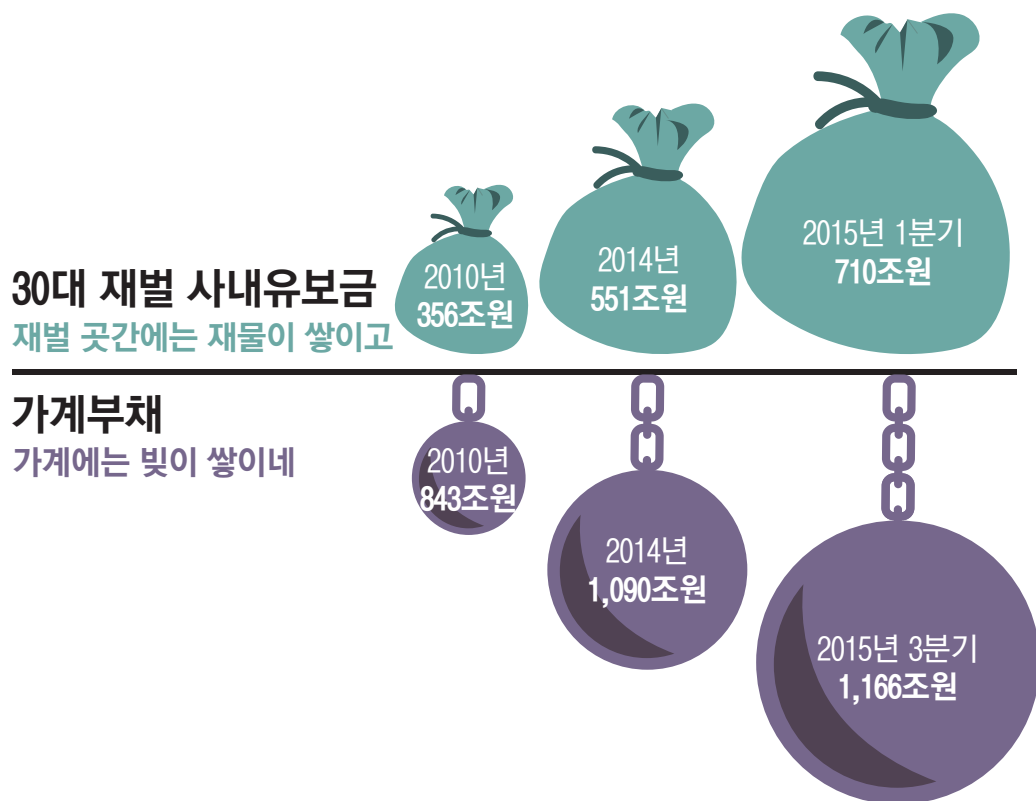 30대 재벌 사내유보금
재벌 곳간에는 재물이 쌓이고
2010년
356조원
2014년
551조원
2015년 1분기
710조원
가계부채
가계에는 빚이 쌓이네
2010년
843조원
2014년
1,090조원
2015년 3분기
1,166조원